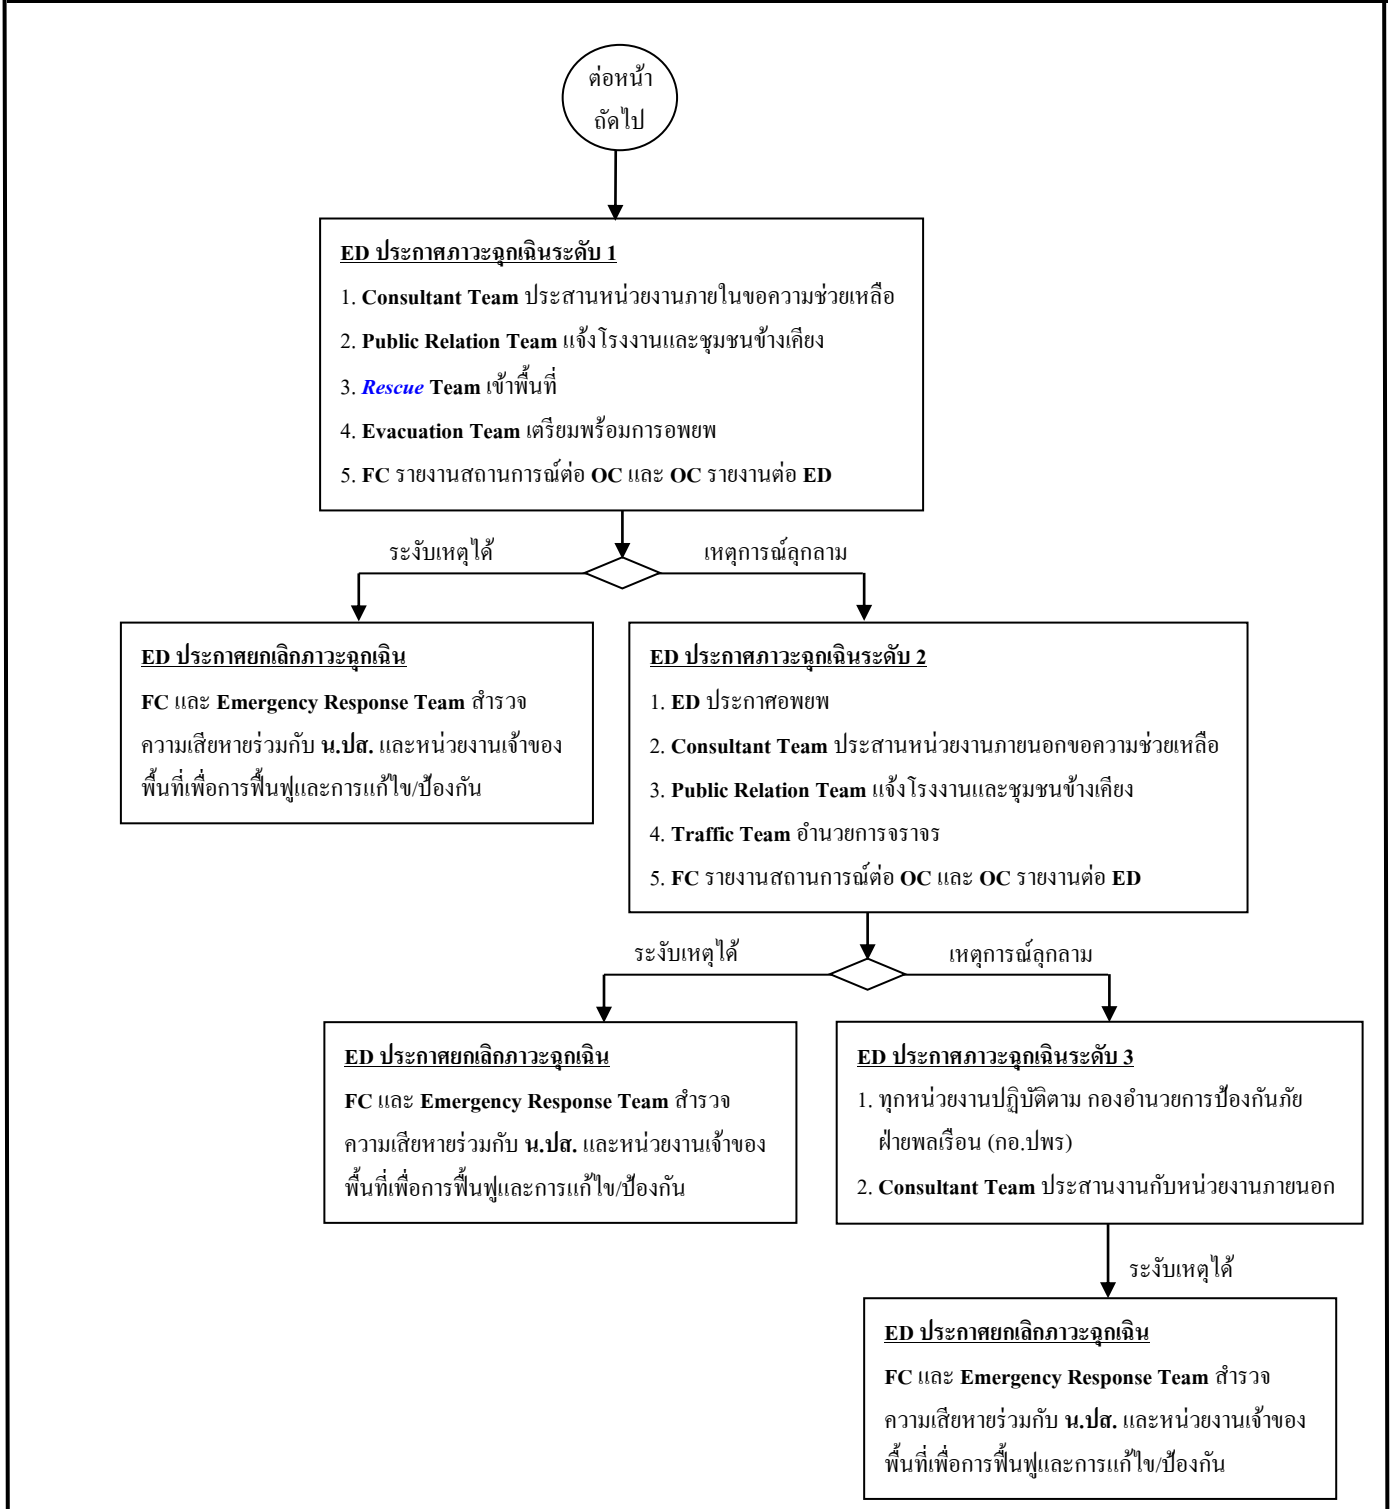 ต่อหน้า
ถัดไป
ED ประกาศภาวะฉุกเฉินระดับ 1
1. Consultant Team ประสานหน่วยงานภายในขอความช่วยเหลือ
2. Public Relation Team แจ้งโรงงานและชุมชนข้างเคียง
3. Rescue Team เข้าพื้นที่
4. Evacuation Team เตรียมพร้อมการอพยพ
5. FC รายงานสถานการณ์ต่อ OC และ OC รายงานต่อ ED
ระงับเหตุได้
เหตุการณ์ลุกลาม
ED ประกาศยกเลิกภาวะฉุกเฉิน
FC และ Emergency Response Team สำรวจ
ความเสียหายร่วมกับ น.ปส. และหน่วยงานเจ้าของ
พื้นที่เพื่อการฟื้นฟูและการแก้ไข/ป้องกัน
ED ประกาศภาวะฉุกเฉินระดับ 2
1. ED ประกาศอพยพ
2. Consultant Team ประสานหน่วยงานภายนอกขอความช่วยเหลือ
3. Public Relation Team แจ้งโรงงานและชุมชนข้างเคียง
4. Traffic Team อำนวยการจราจร
5. FC รายงานสถานการณ์ต่อ OC และ OC รายงานต่อ ED
ระงับเหตุได้
เหตุการณ์ลุกลาม
ED ประกาศยกเลิกภาวะฉุกเฉิน
FC และ Emergency Response Team สำรวจ
ความเสียหายร่วมกับ น.ปส. และหน่วยงานเจ้าของ
พื้นที่เพื่อการฟื้นฟูและการแก้ไข/ป้องกัน
ED ประกาศภาวะฉุกเฉินระดับ 3
1. ทุกหน่วยงานปฏิบัติตาม กองอำนวยการป้องกันภัย
ฝ่ายพลเรือน (กอ.ปพร)
2. Consultant Team ประสานงานกับหน่วยงานภายนอก
ระงับเหตุได้
ED ประกาศยกเลิกภาวะฉุกเฉิน
FC และ Emergency Response Team สำรวจ
ความเสียหายร่วมกับ น.ปส. และหน่วยงานเจ้าของ
พื้นที่เพื่อการฟื้นฟูและการแก้ไข/ป้องกัน